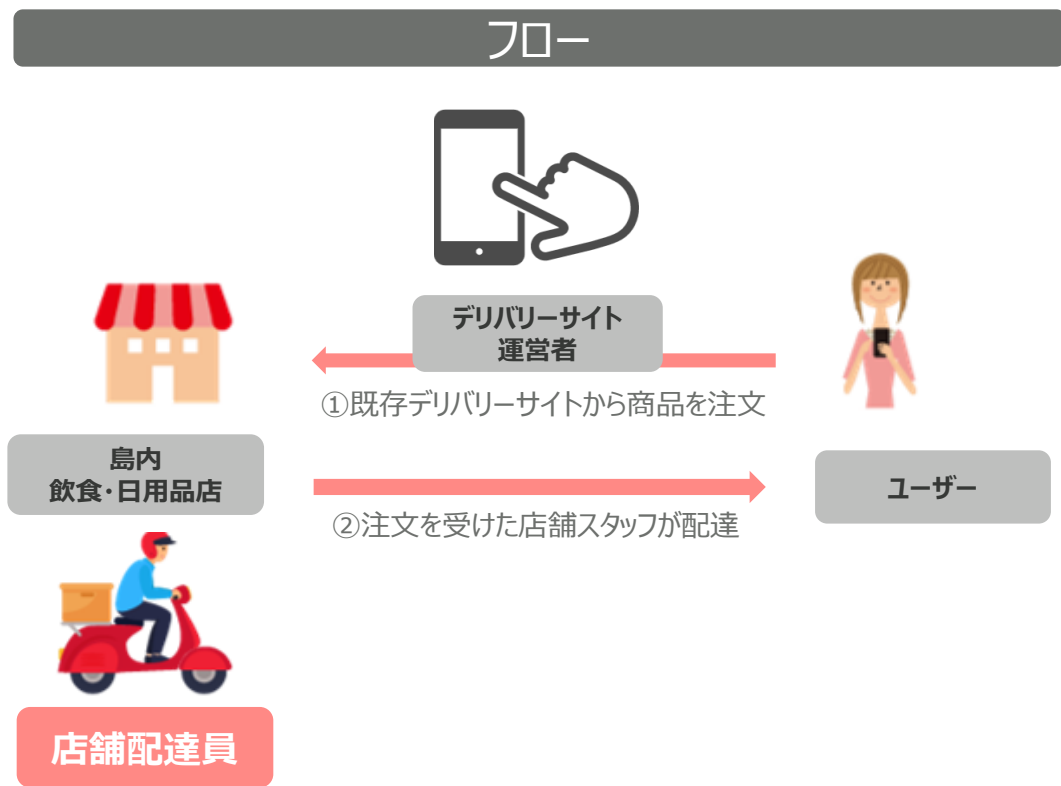 フロー
デリバリーサイト
運営者
①既存デリバリーサイトから商品を注文
島内
飲食・日用品店
ユーザー
②注文を受けた店舗スタッフが配達
店舗配達員